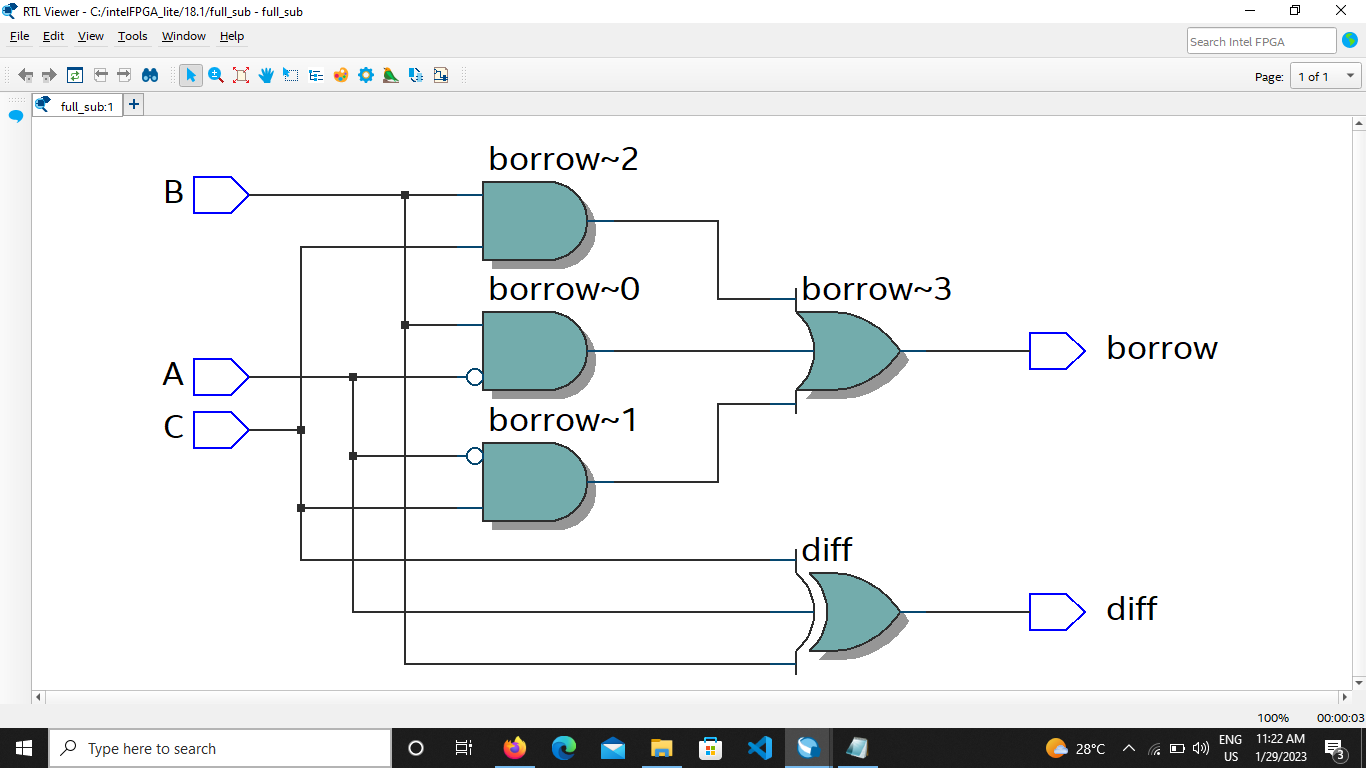 RTL Viewer - C:/intelFPGA_lite/18.1/full_sub - full_sub
File Edit View Tools Window Help
Search Intel FPGA
Page: 1 of 1
full_sub:1
borrow~2
B
borrow~0
borrow~3
borrow
A
C
borrow~1
diff
diff
100% 00:00:03
Type here to search
28°C
ENG
US
11:22 AM
1/29/2023
3